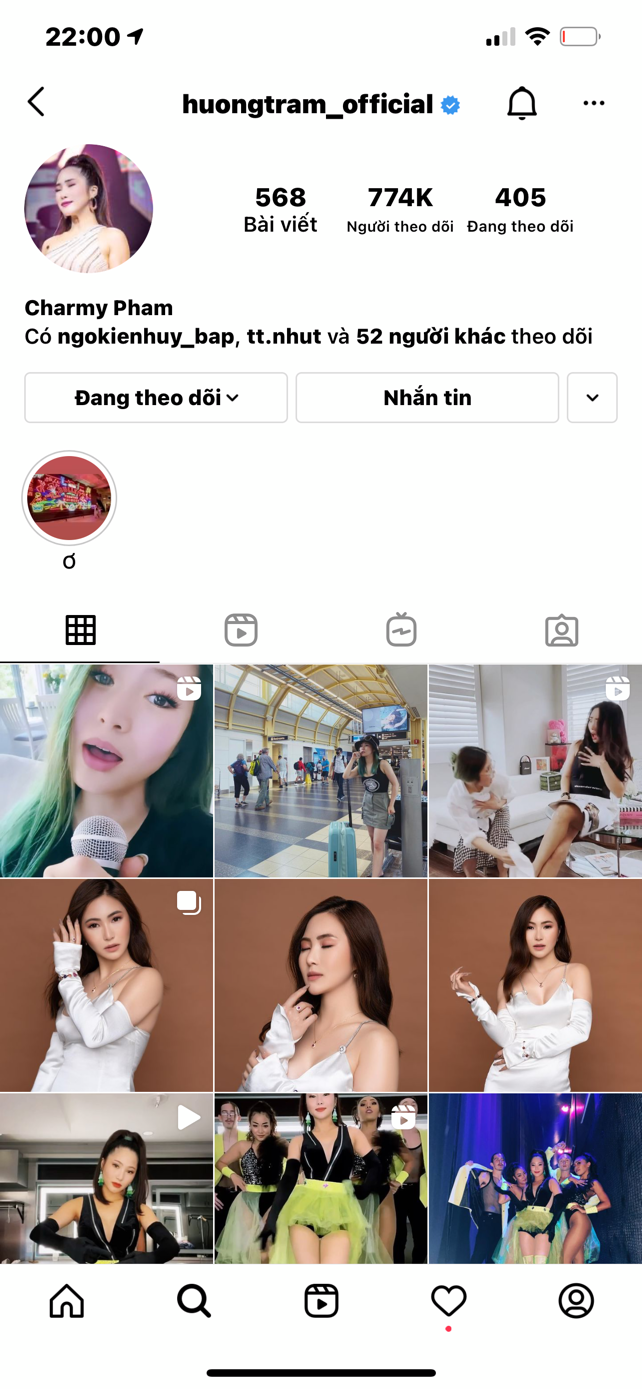 22:00
huongtram_official
568
Bài viết
774K
Người theo dõi
405
Đang theo dõi
Charmy Pham
Có ngokienhuy_bap, tt.nhut và 52 người khác theo dõi
Đang theo dõi
Nhắn tin
ơ